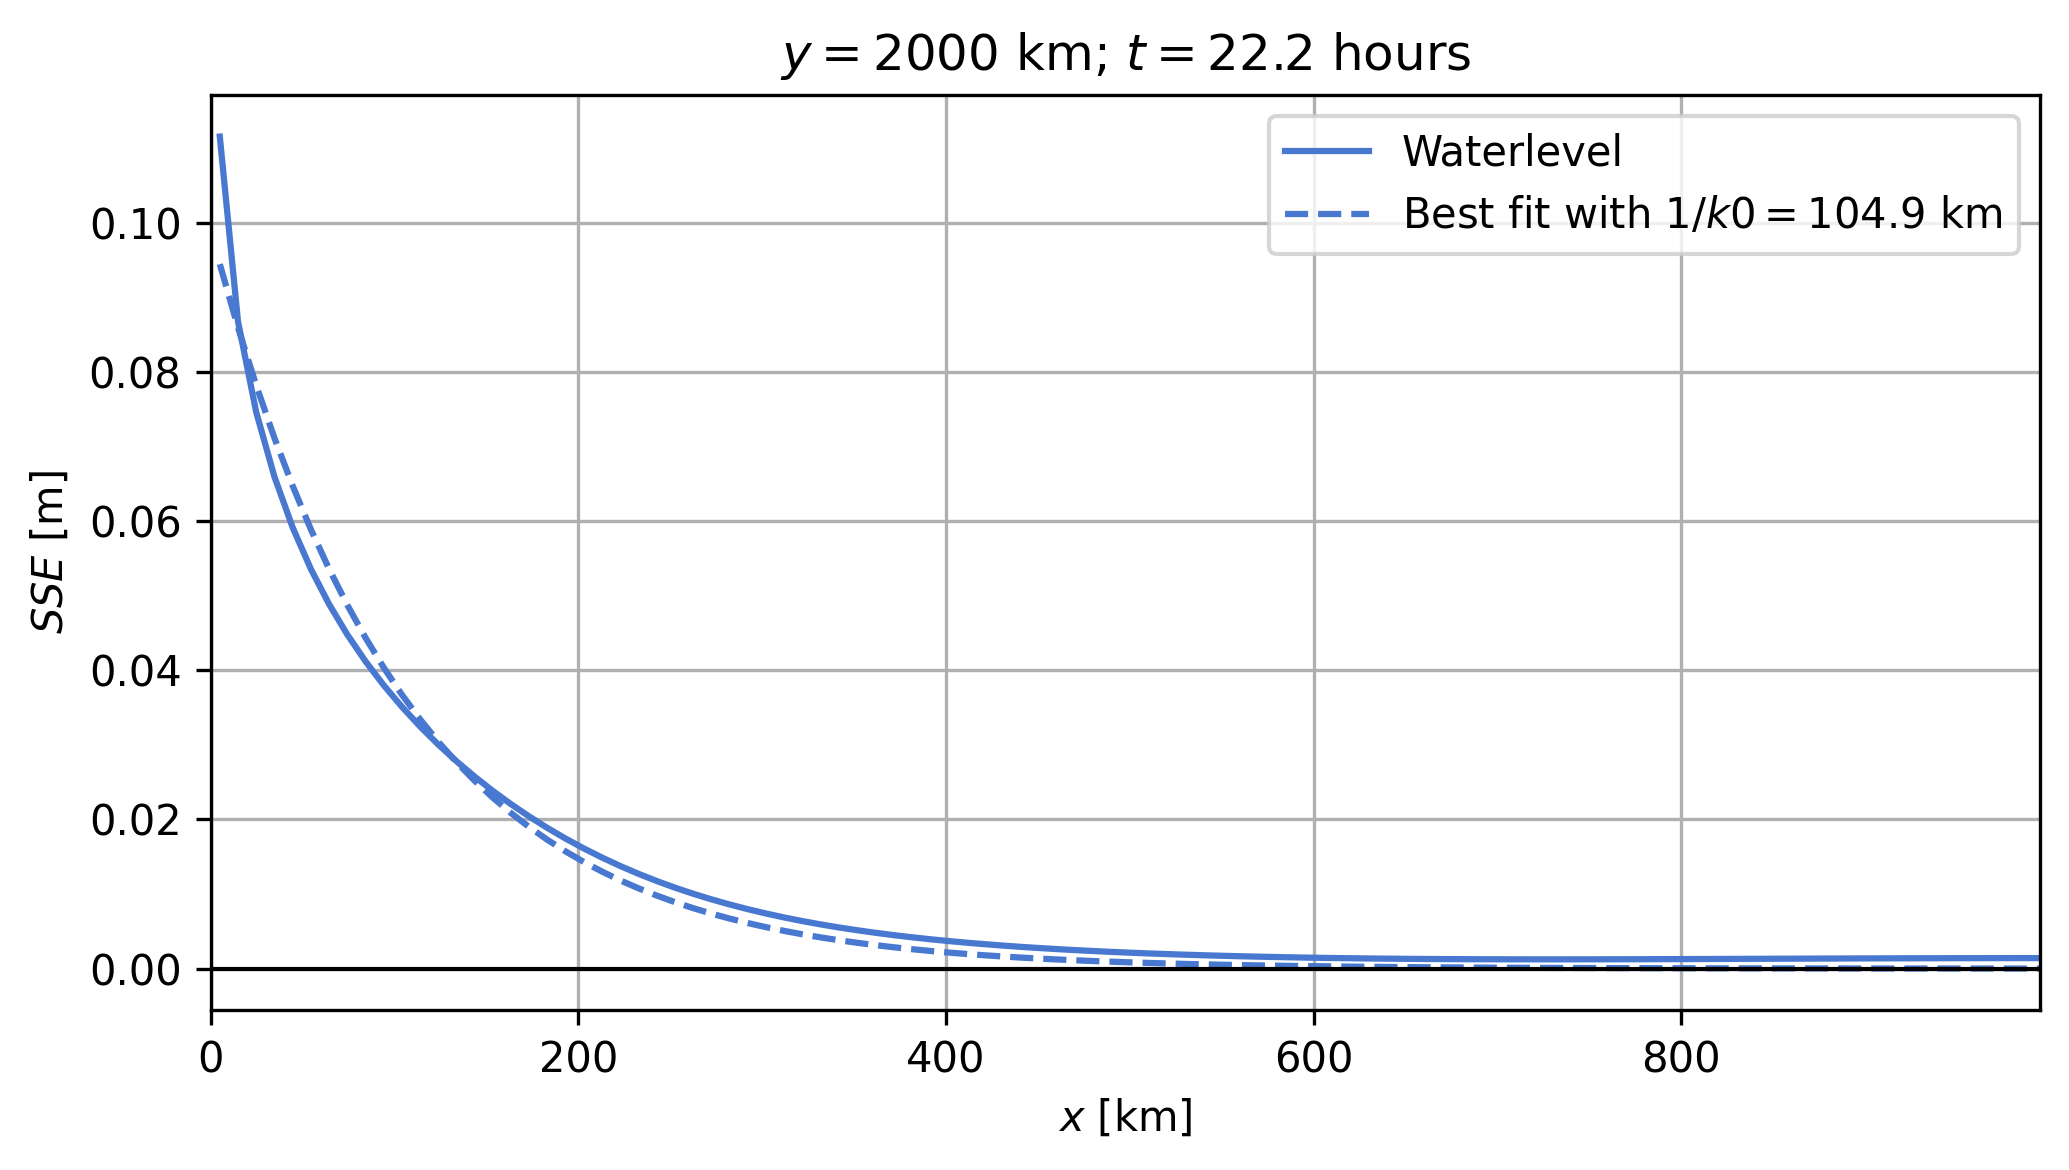 y = 2000 km; t = 22.2 hours
Waterlevel
Best fit with 1/k0 = 104.9 km
SSE [m]
0.10
0.08
0.06
0.04
0.02
0.00
0 200 400 600 800
x [km]